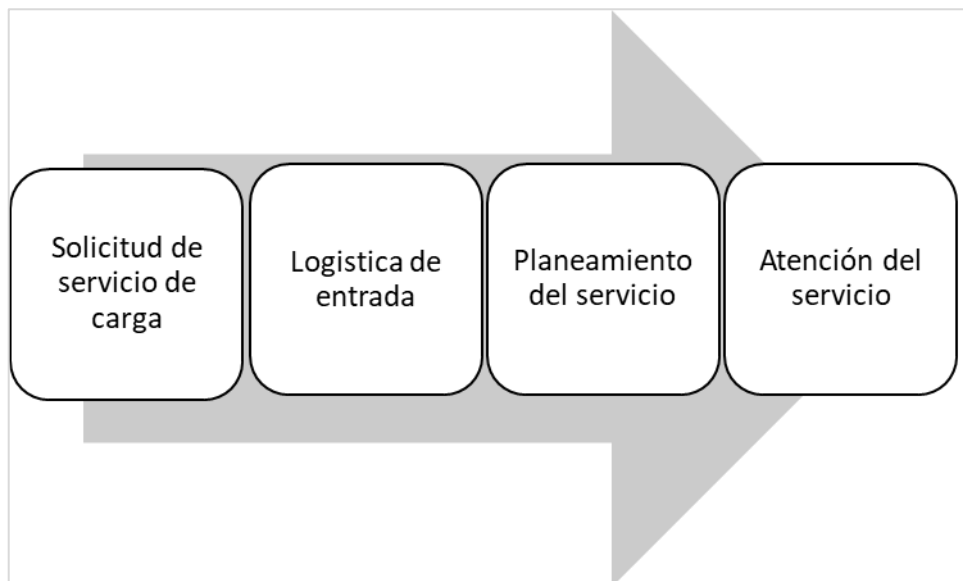 Solicitud de
servicio de
carga
Logistica de
entrada
Planeamiento
del servicio
Atención del
servicio